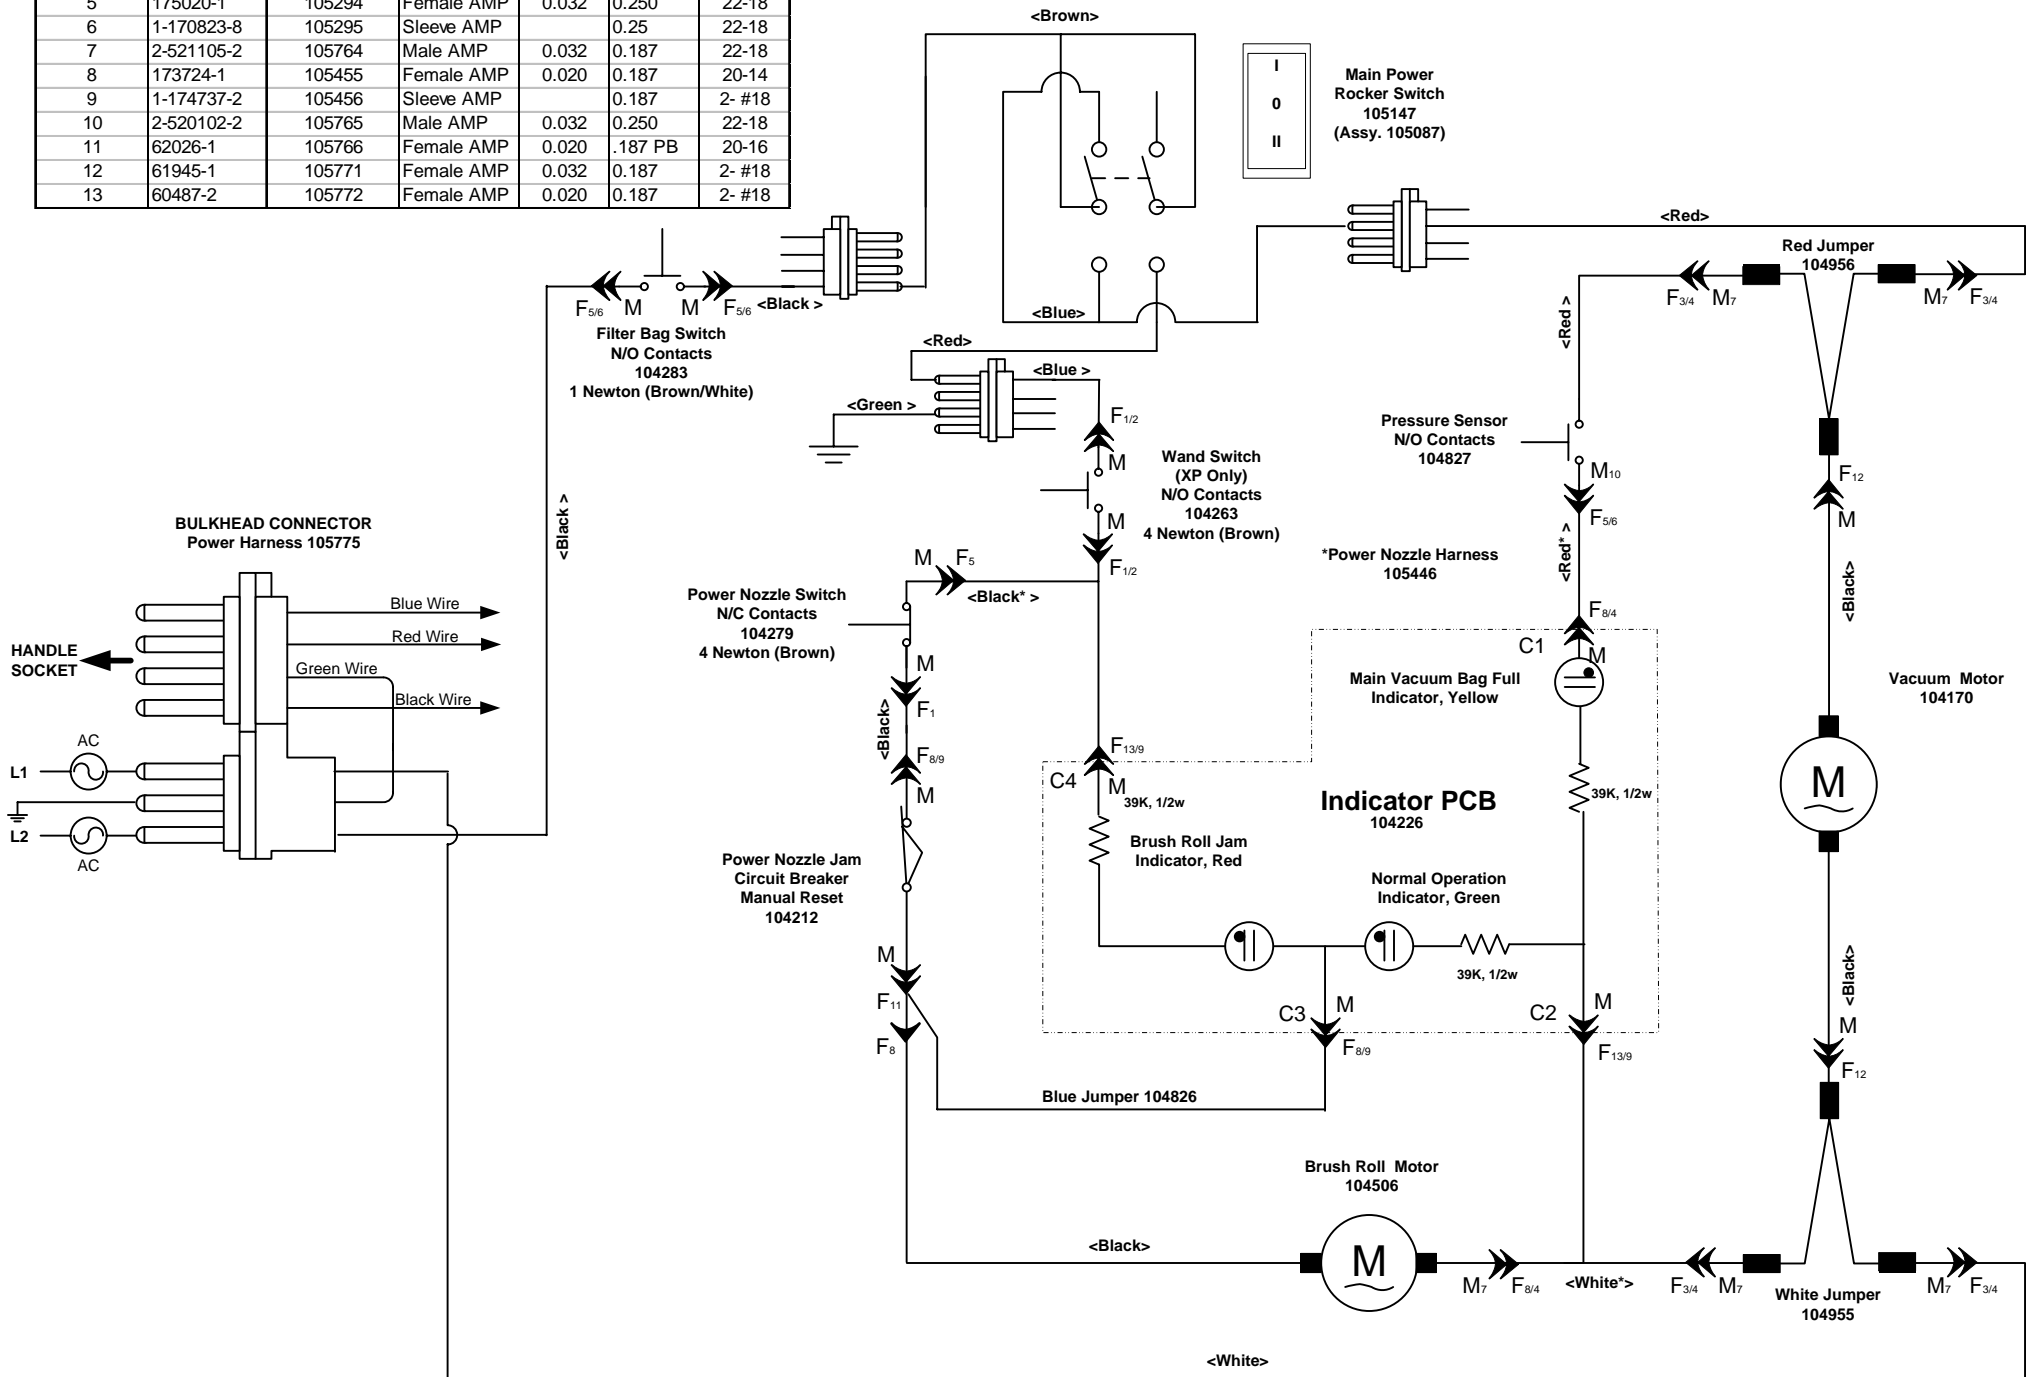 5 175020-1 105294 Female AMP 0.032 0.250 22-18
6 1-170823-8 105295 Sleeve AMP 0.25 22-18
7 2-521105-2 105764 Male AMP 0.032 0.187 22-18
8 173724-1 105455 Female AMP 0.020 0.187 20-14
9 1-174737-2 105456 Sleeve AMP 0.187 2- #18
10 2-520102-2 105765 Male AMP 0.032 0.250 22-18
11 62026-1 105766 Female AMP 0.020 .187 PB 20-16
12 61945-1 105771 Female AMP 0.032 0.187 2- #18
13 60487-2 105772 Female AMP 0.020 0.187 2- #18
<Brown>
I
0
II
Main Power
Rocker Switch
105147
(Assy. 105087)
<Red>
Red Jumper
104956
F3/4 M7
M7 F3/4
F5/6 M
M F5/6
<Black >
Filter Bag Switch
N/O Contacts
104283
1 Newton (Brown/White)
<Blue>
<Red>
<Blue >
<Green >
<Red >
F1/2
M
Wand Switch
(XP Only)
N/O Contacts
104263
4 Newton (Brown)
M
F1/2
Pressure Sensor
N/O Contacts
104827
M10
F5/6
F12
M
<Black >
BULKHEAD CONNECTOR
Power Harness 105775
*Power Nozzle Harness
105446
<Red* >
<Black>
M F5
<Black* >
Power Nozzle Switch
N/C Contacts
104279
4 Newton (Brown)
Blue Wire
Red Wire
Green Wire
Black Wire
HANDLE
SOCKET
F8/4
C1
M
Main Vacuum Bag Full
Indicator, Yellow
Vacuum Motor
104170
M
F1
<Black>
F8/9
M
AC
L1
L2
AC
F13/9
C4
M
39K, 1/2w
Indicator PCB
104226
39K, 1/2w
M
Brush Roll Jam
Indicator, Red
Power Nozzle Jam
Circuit Breaker
Manual Reset
104212
Normal Operation
Indicator, Green
39K, 1/2w
M
F11
F8
C3
M
F8/9
C2
M
F13/9
<Black>
M
F12
Blue Jumper 104826
Brush Roll Motor
104506
<Black>
M
M7 F8/4
<White*>
F3/4 M7
White Jumper
104955
M7 F3/4
<White>